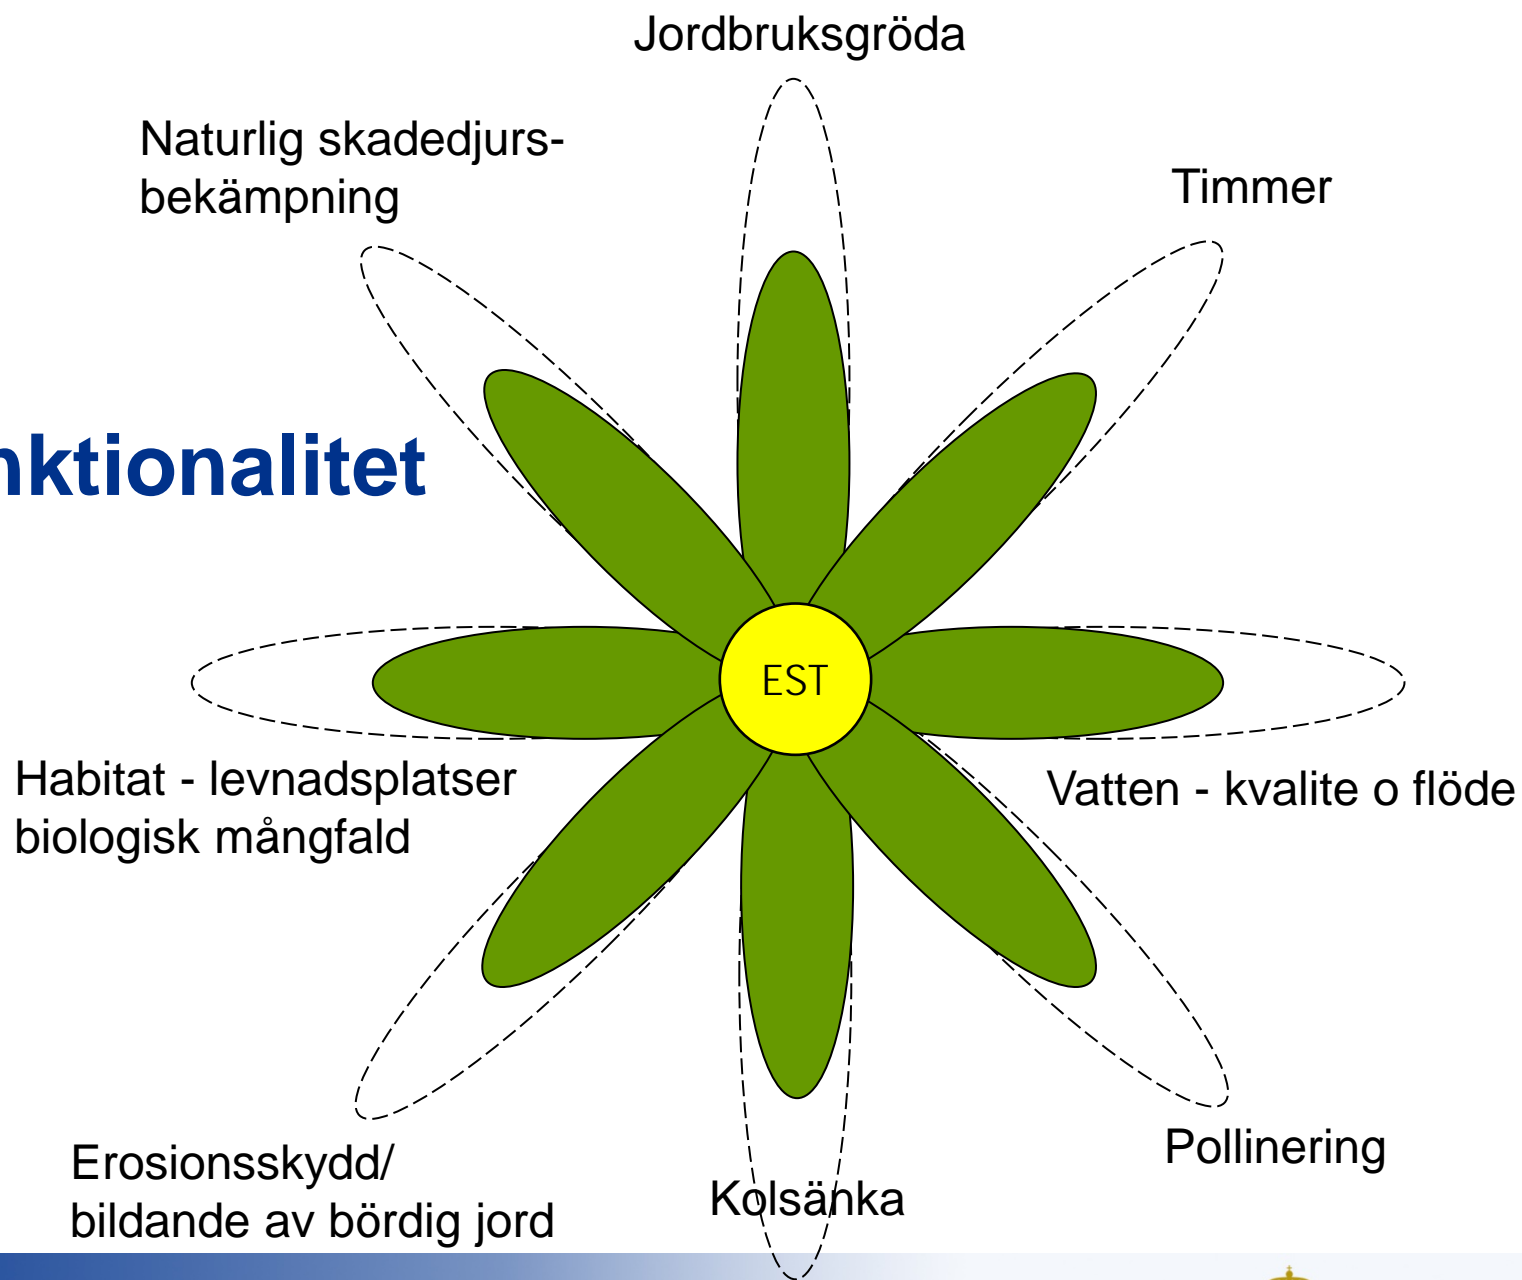 Jordbruksgröda
Naturlig skadedjurs-
bekämpning
Timmer
nktionalitet
EST
Habitat - levnadsplatser
biologisk mångfald
Vatten - kvalite o flöde
Erosionsskydd/
bildande av bördig jord
Kolsänka
Pollinering